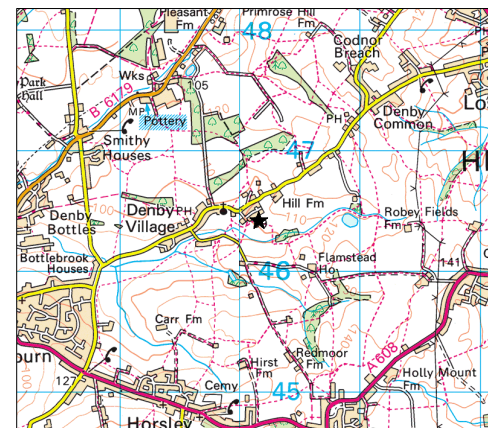 Pleasant
Fm
Primrose Hill
Fm
48
Codnor
Breach
Wks
Park
Hall
105
B 6179
MP
Pottery
PH
Denby
Common
Smithy
Houses
47
Hill Fm
Denby
Village
PH
110
100
120
Denby
Bottles
Robey Fields
Fm
Bottlebrook
Houses
46
Flamstead
Ho
141
Carr Fm
Redmoor
Fm
Hirst
Fm
A 608
Holly Mount
Fm
127
Cemy
45
Horsley